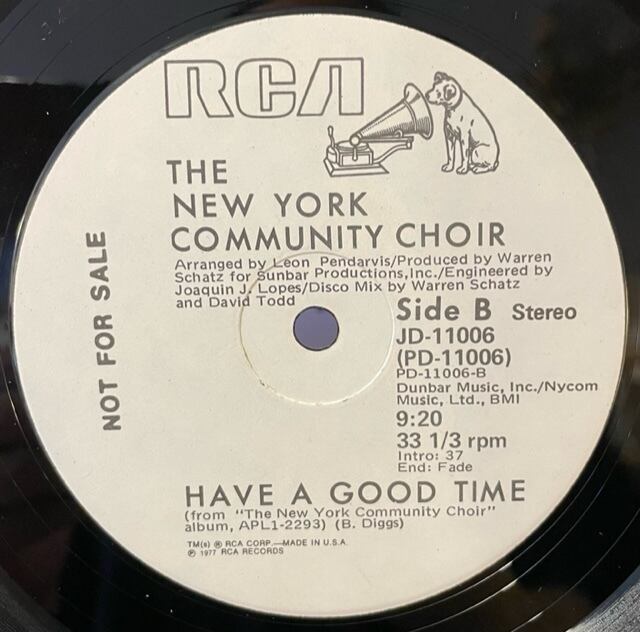 RCA
THE
NEW YORK
COMMUNITY CHOIR
Arranged by Leon Pendarvis/Produced by Warren
Schatz for Sunbar Productions,Inc./Engineered by
Joaquin J. Lopes/Disco Mix by Warren Schatz
and David Todd
NOT FOR SALE
Side B Stereo
JD-11006
(PD-11006)
PD-11006-B
Dunbar Music, Inc./Nycom
Music, Ltd., BMI
9:20
33 1/3 rpm
Intro: 37
End: Fade
HAVE A GOOD TIME
(from "The New York Community Choir"
album, APL1-2293) (B. Diggs)
TM(s) ® RCA CORP.—MADE IN U.S.A.
℗ 1977 RCA RECORDS